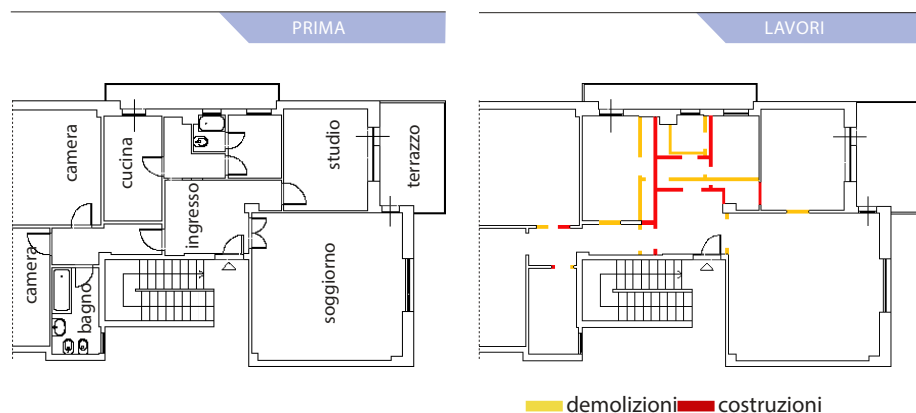 PRIMA
LAVORI
camera
cucina
studio
terrazzo
ingresso
camera
bagno
soggiorno
demolizioni
costruzioni